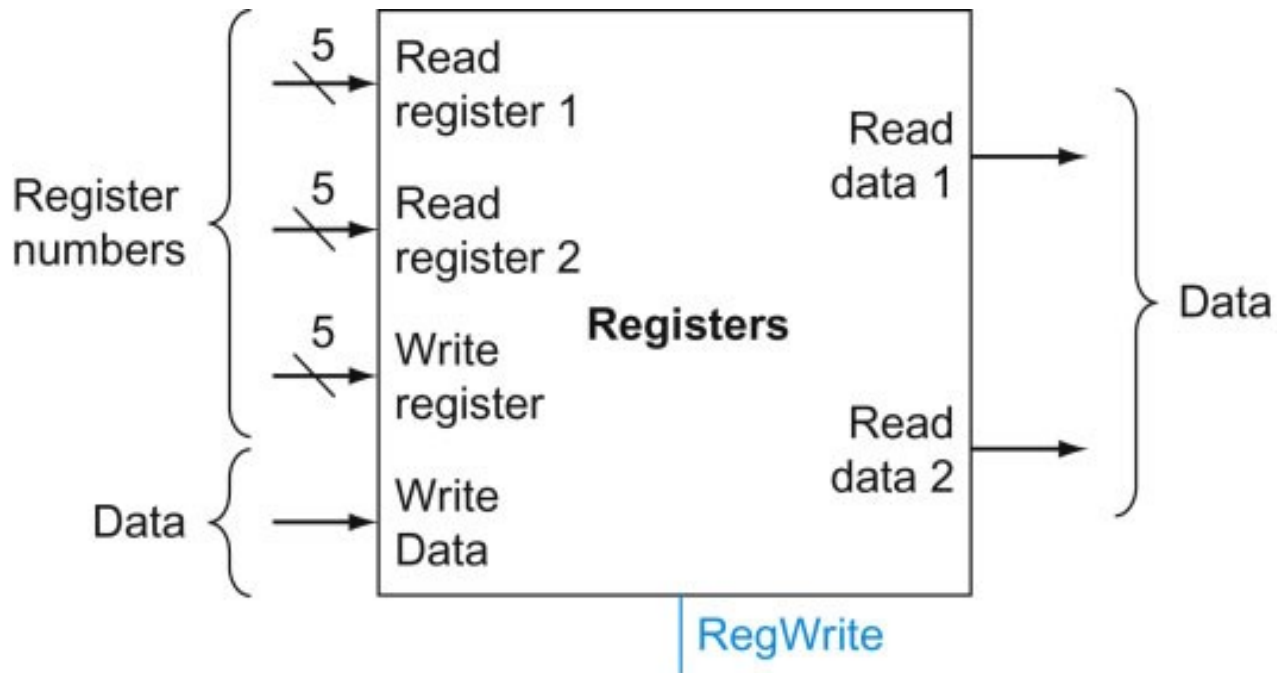 Register
numbers
5
Read
register 1
5
Read
register 2
5
Write
register
Data
Write
Data
Registers
Read
data 1
Read
data 2
Data
RegWrite